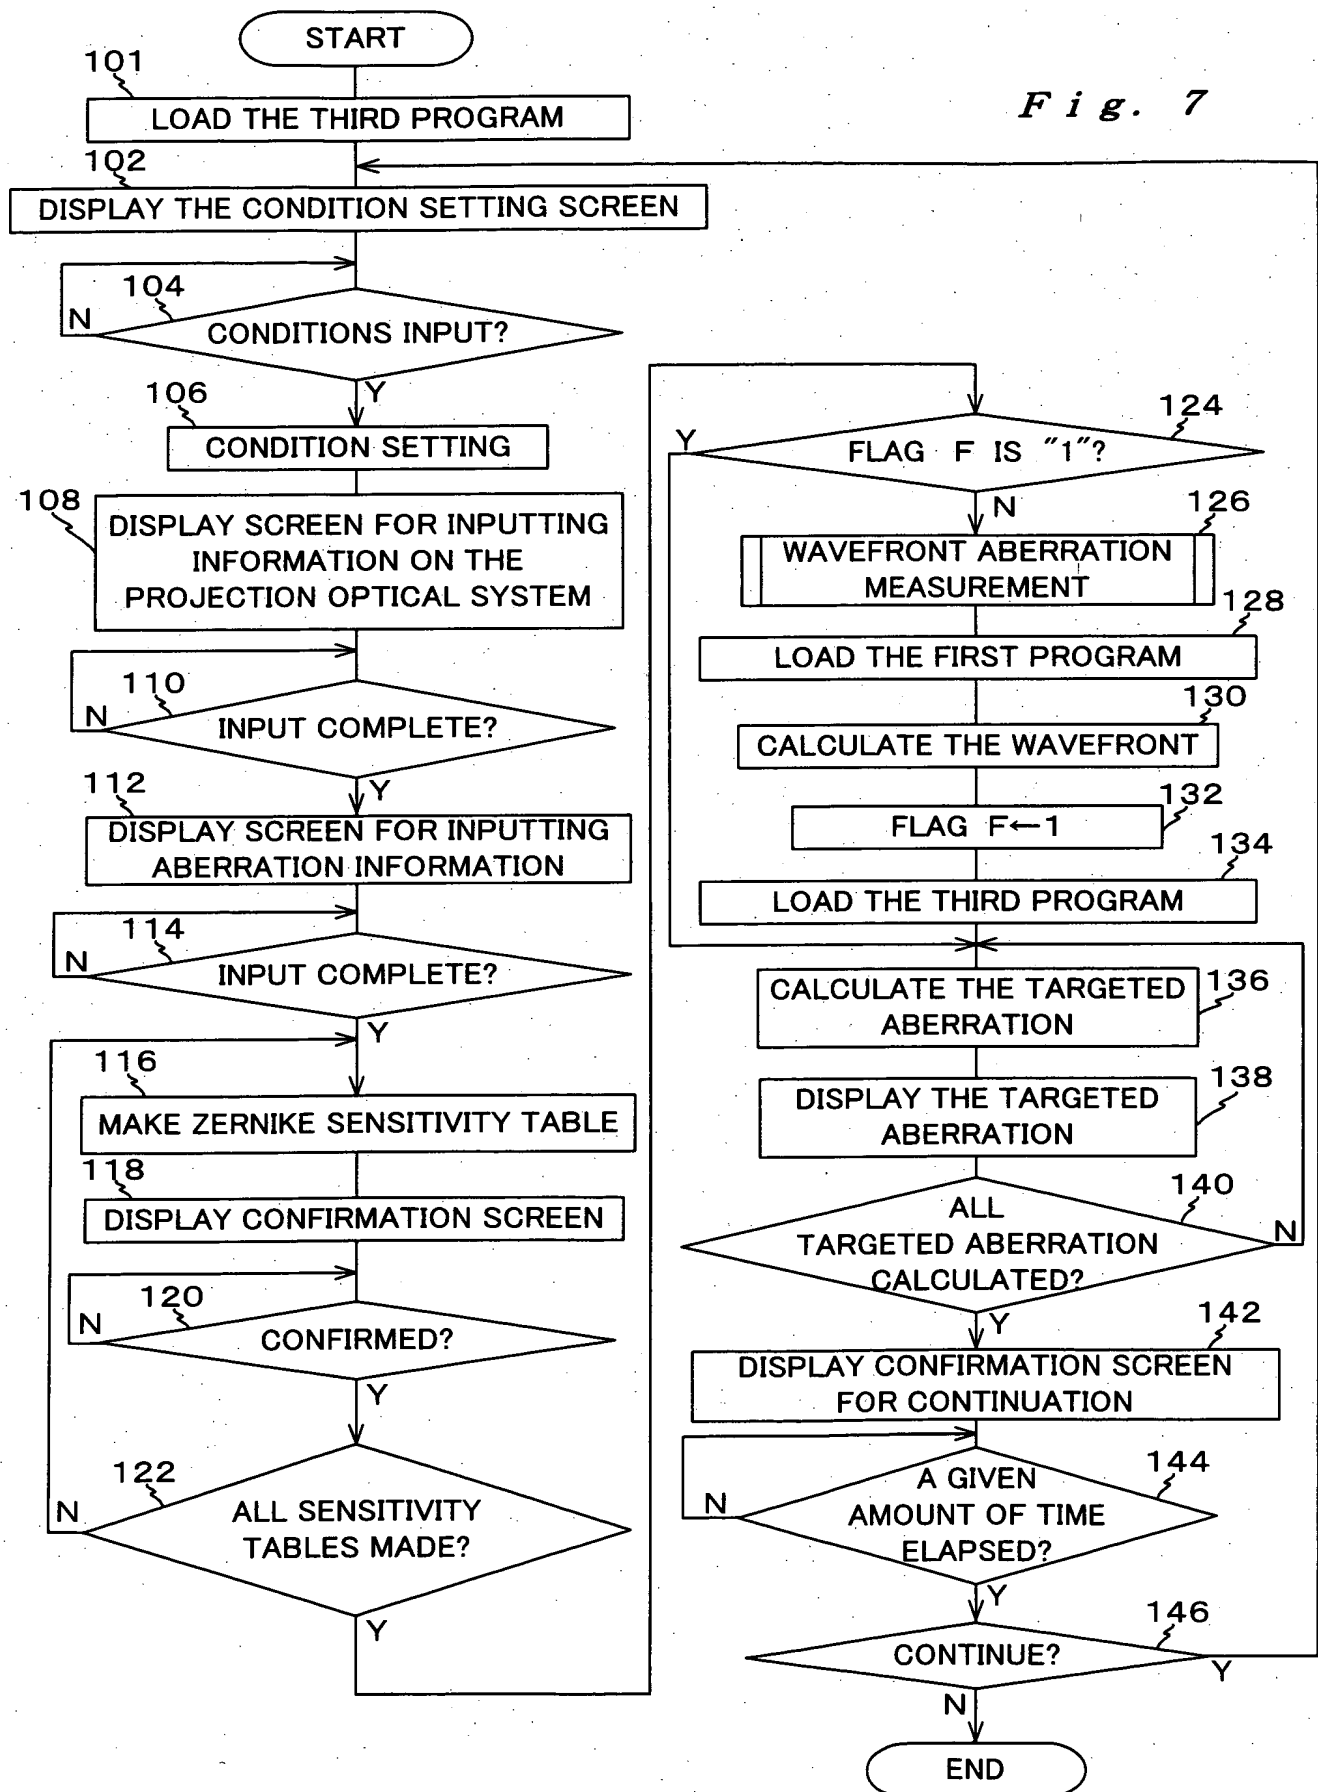 Fig. 7
START
101
LOAD THE THIRD PROGRAM
102
DISPLAY THE CONDITION SETTING SCREEN
104
CONDITIONS INPUT?
N
Y
106
CONDITION SETTING
108
DISPLAY SCREEN FOR INPUTTING
INFORMATION ON THE
PROJECTION OPTICAL SYSTEM
110
INPUT COMPLETE?
N
Y
112
DISPLAY SCREEN FOR INPUTTING
ABERRATION INFORMATION
114
INPUT COMPLETE?
N
Y
116
MAKE ZERNIKE SENSITIVITY TABLE
118
DISPLAY CONFIRMATION SCREEN
120
CONFIRMED?
N
Y
122
ALL SENSITIVITY
TABLES MADE?
N
Y
124
FLAG F IS "1"?
Y
N
126
WAVEFRONT ABERRATION
MEASUREMENT
128
LOAD THE FIRST PROGRAM
130
CALCULATE THE WAVEFRONT
132
FLAG F←1
134
LOAD THE THIRD PROGRAM
136
CALCULATE THE TARGETED
ABERRATION
138
DISPLAY THE TARGETED
ABERRATION
140
ALL
TARGETED ABERRATION
CALCULATED?
N
Y
142
DISPLAY CONFIRMATION SCREEN
FOR CONTINUATION
144
A GIVEN
AMOUNT OF TIME
ELAPSED?
N
Y
146
CONTINUE?
Y
N
END